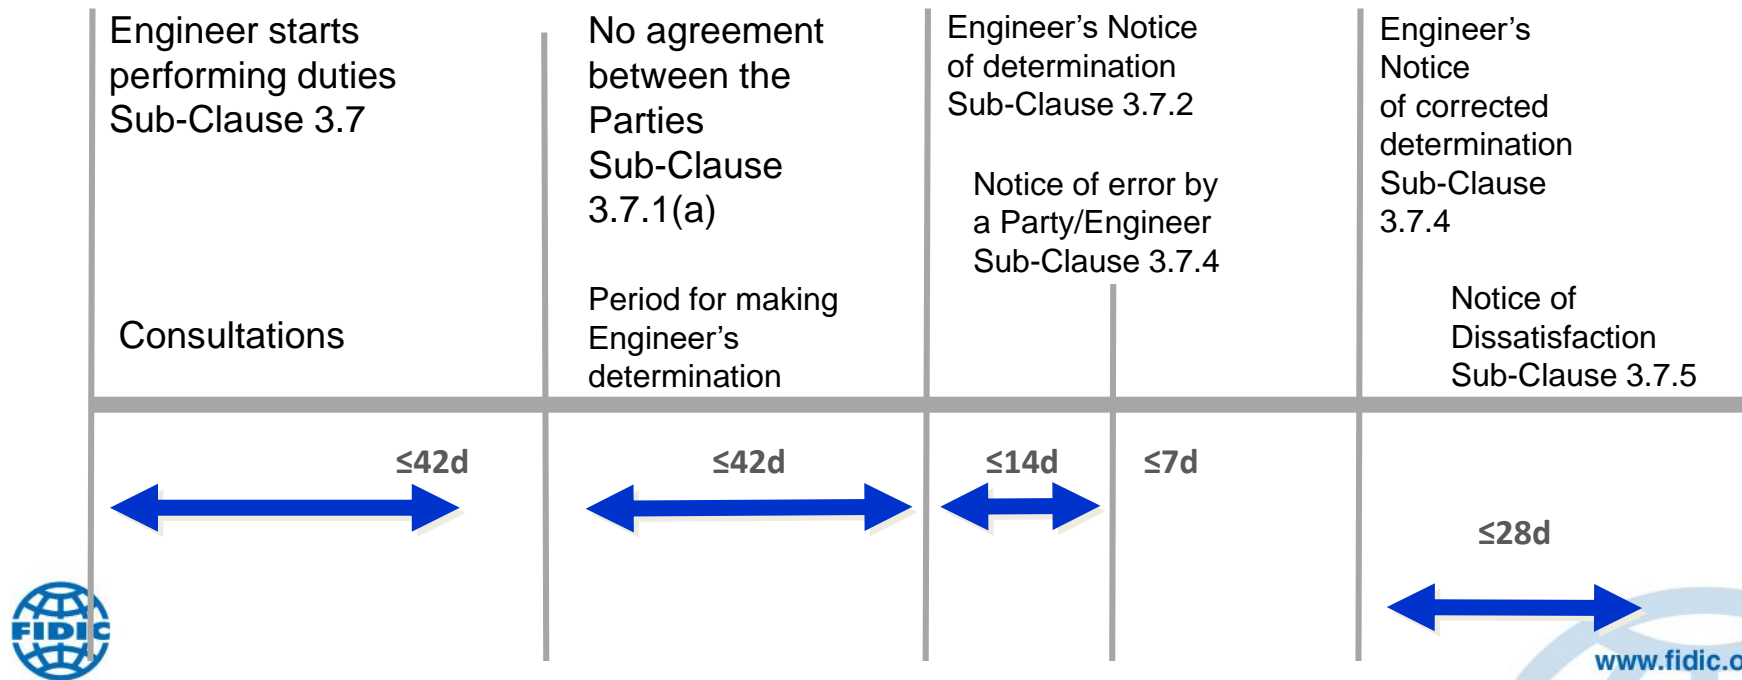 Engineer starts
performing duties
Sub-Clause 3.7
Consultations
No agreement
between the
Parties
Sub-Clause
3.7.1(a)
Period for making
Engineer’s
determination
Engineer’s Notice
of determination
Sub-Clause 3.7.2
Notice of error by
a Party/Engineer
Sub-Clause 3.7.4
Engineer’s
Notice
of corrected
determination
Sub-Clause
3.7.4
Notice of
Dissatisfaction
Sub-Clause 3.7.5
≤42d
≤42d
≤14d
≤7d
≤28d
FIDIC
www.fidic.o